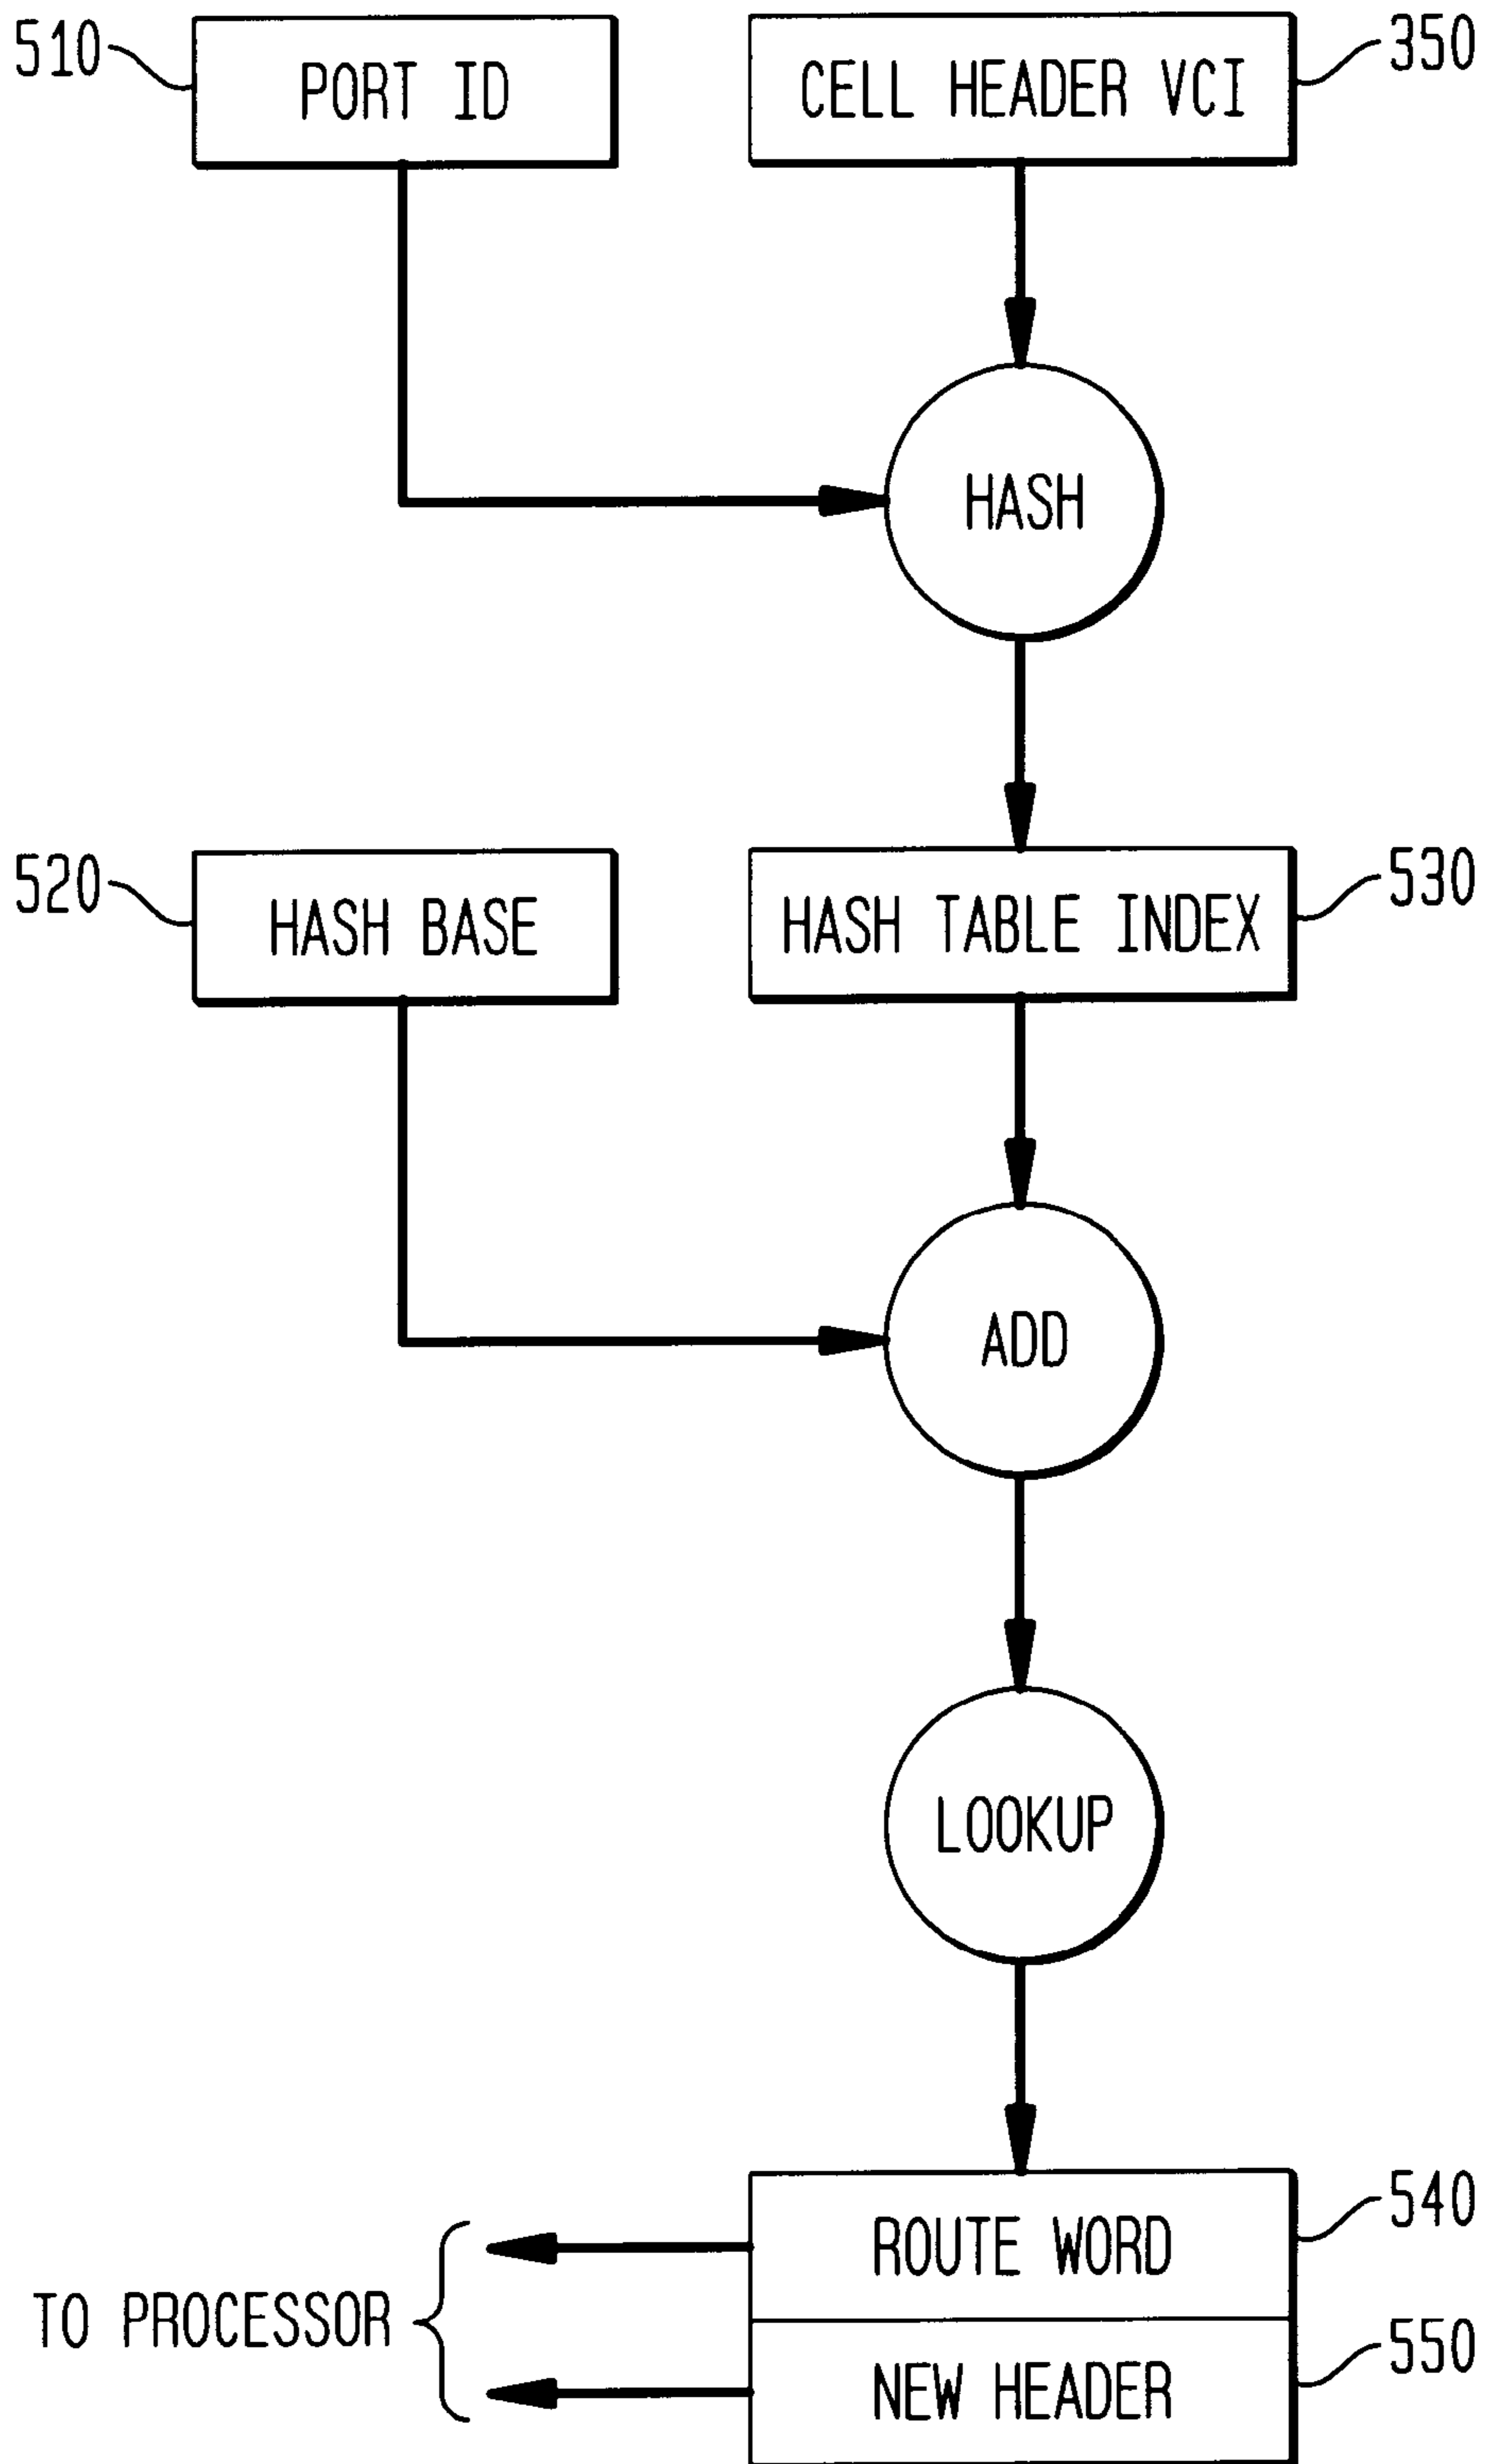 510
PORT ID
CELL HEADER VCI
350
HASH
520
HASH BASE
HASH TABLE INDEX
530
ADD
LOOKUP
ROUTE WORD
540
TO PROCESSOR
NEW HEADER
550